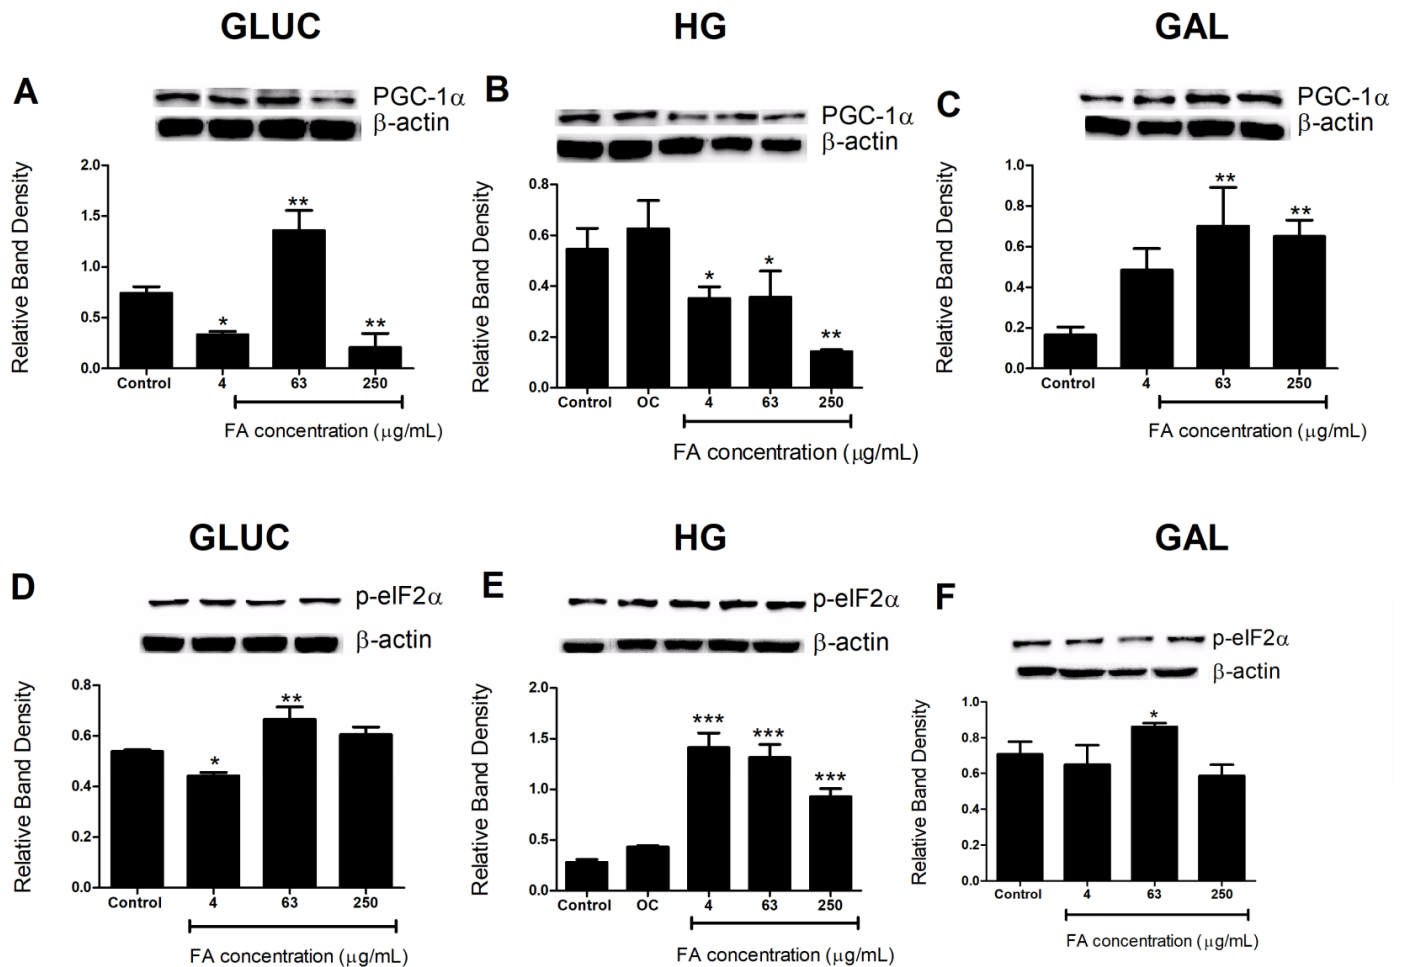 GLUC
HG
GAL
A
PGC-1α
β-actin
Relative Band Density
2.0
1.5
1.0
0.5
0.0
*
**
**
Control 4 63 250
FA concentration (μg/mL)
B
PGC-1α
β-actin
Relative Band Density
0.8
0.6
0.4
0.2
0.0
*
*
**
Control OC 4 63 250
FA concentration (μg/mL)
C
PGC-1α
β-actin
Relative Band Density
1.0
0.8
0.6
0.4
0.2
0.0
**
**
Control 4 63 250
FA concentration (μg/mL)
GLUC
HG
GAL
D
p-eIF2α
β-actin
Relative Band Density
0.8
0.6
0.4
0.2
0.0
*
**
Control 4 63 250
FA concentration (μg/mL)
E
p-eIF2α
β-actin
Relative Band Density
2.0
1.5
1.0
0.5
0.0
***
***
***
Control OC 4 63 250
FA concentration (μg/mL)
F
p-eIF2α
β-actin
Relative Band Density
1.0
0.8
0.6
0.4
0.2
0.0
*
Control 4 63 250
FA concentration (μg/mL)